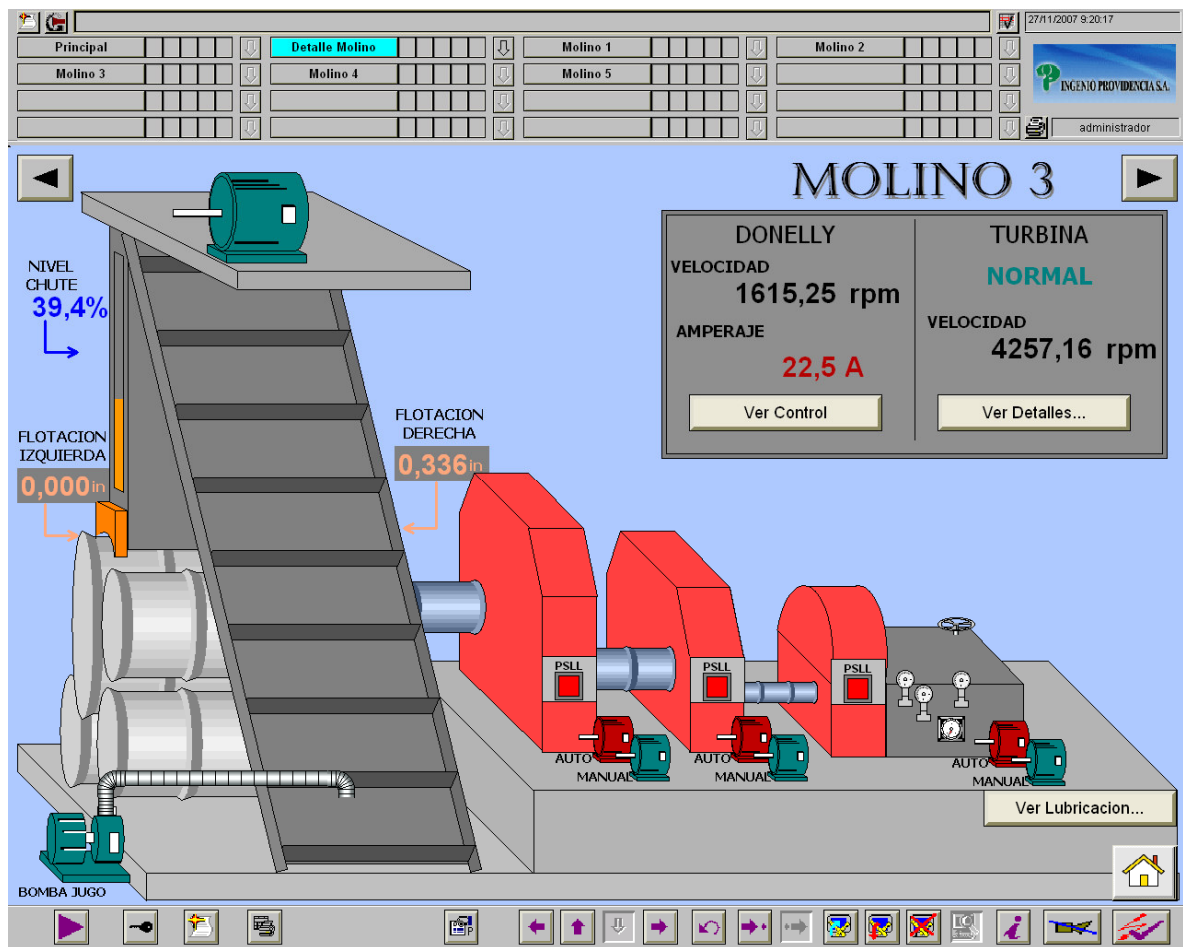 27/11/2007 9:20:17
Principal
Detalle Molino
Molino 1
Molino 2
Molino 3
Molino 4
Molino 5
INGENIO PROVIDENCIA S.A.
administrador
MOLINO 3
DONELLY
TURBINA
VELOCIDAD
1615,25 rpm
NORMAL
AMPERAJE
22,5 A
VELOCIDAD
4257,16 rpm
Ver Control
Ver Detalles...
NIVEL
CHUTE
39,4%
FLOTACION
IZQUIERDA
0,000in
FLOTACION
DERECHA
0,336in
PSLL
PSLL
PSLL
AUTO
MANUAL
AUTO
MANUAL
AUTO
MANUAL
Ver Lubricacion...
BOMBA JUGO